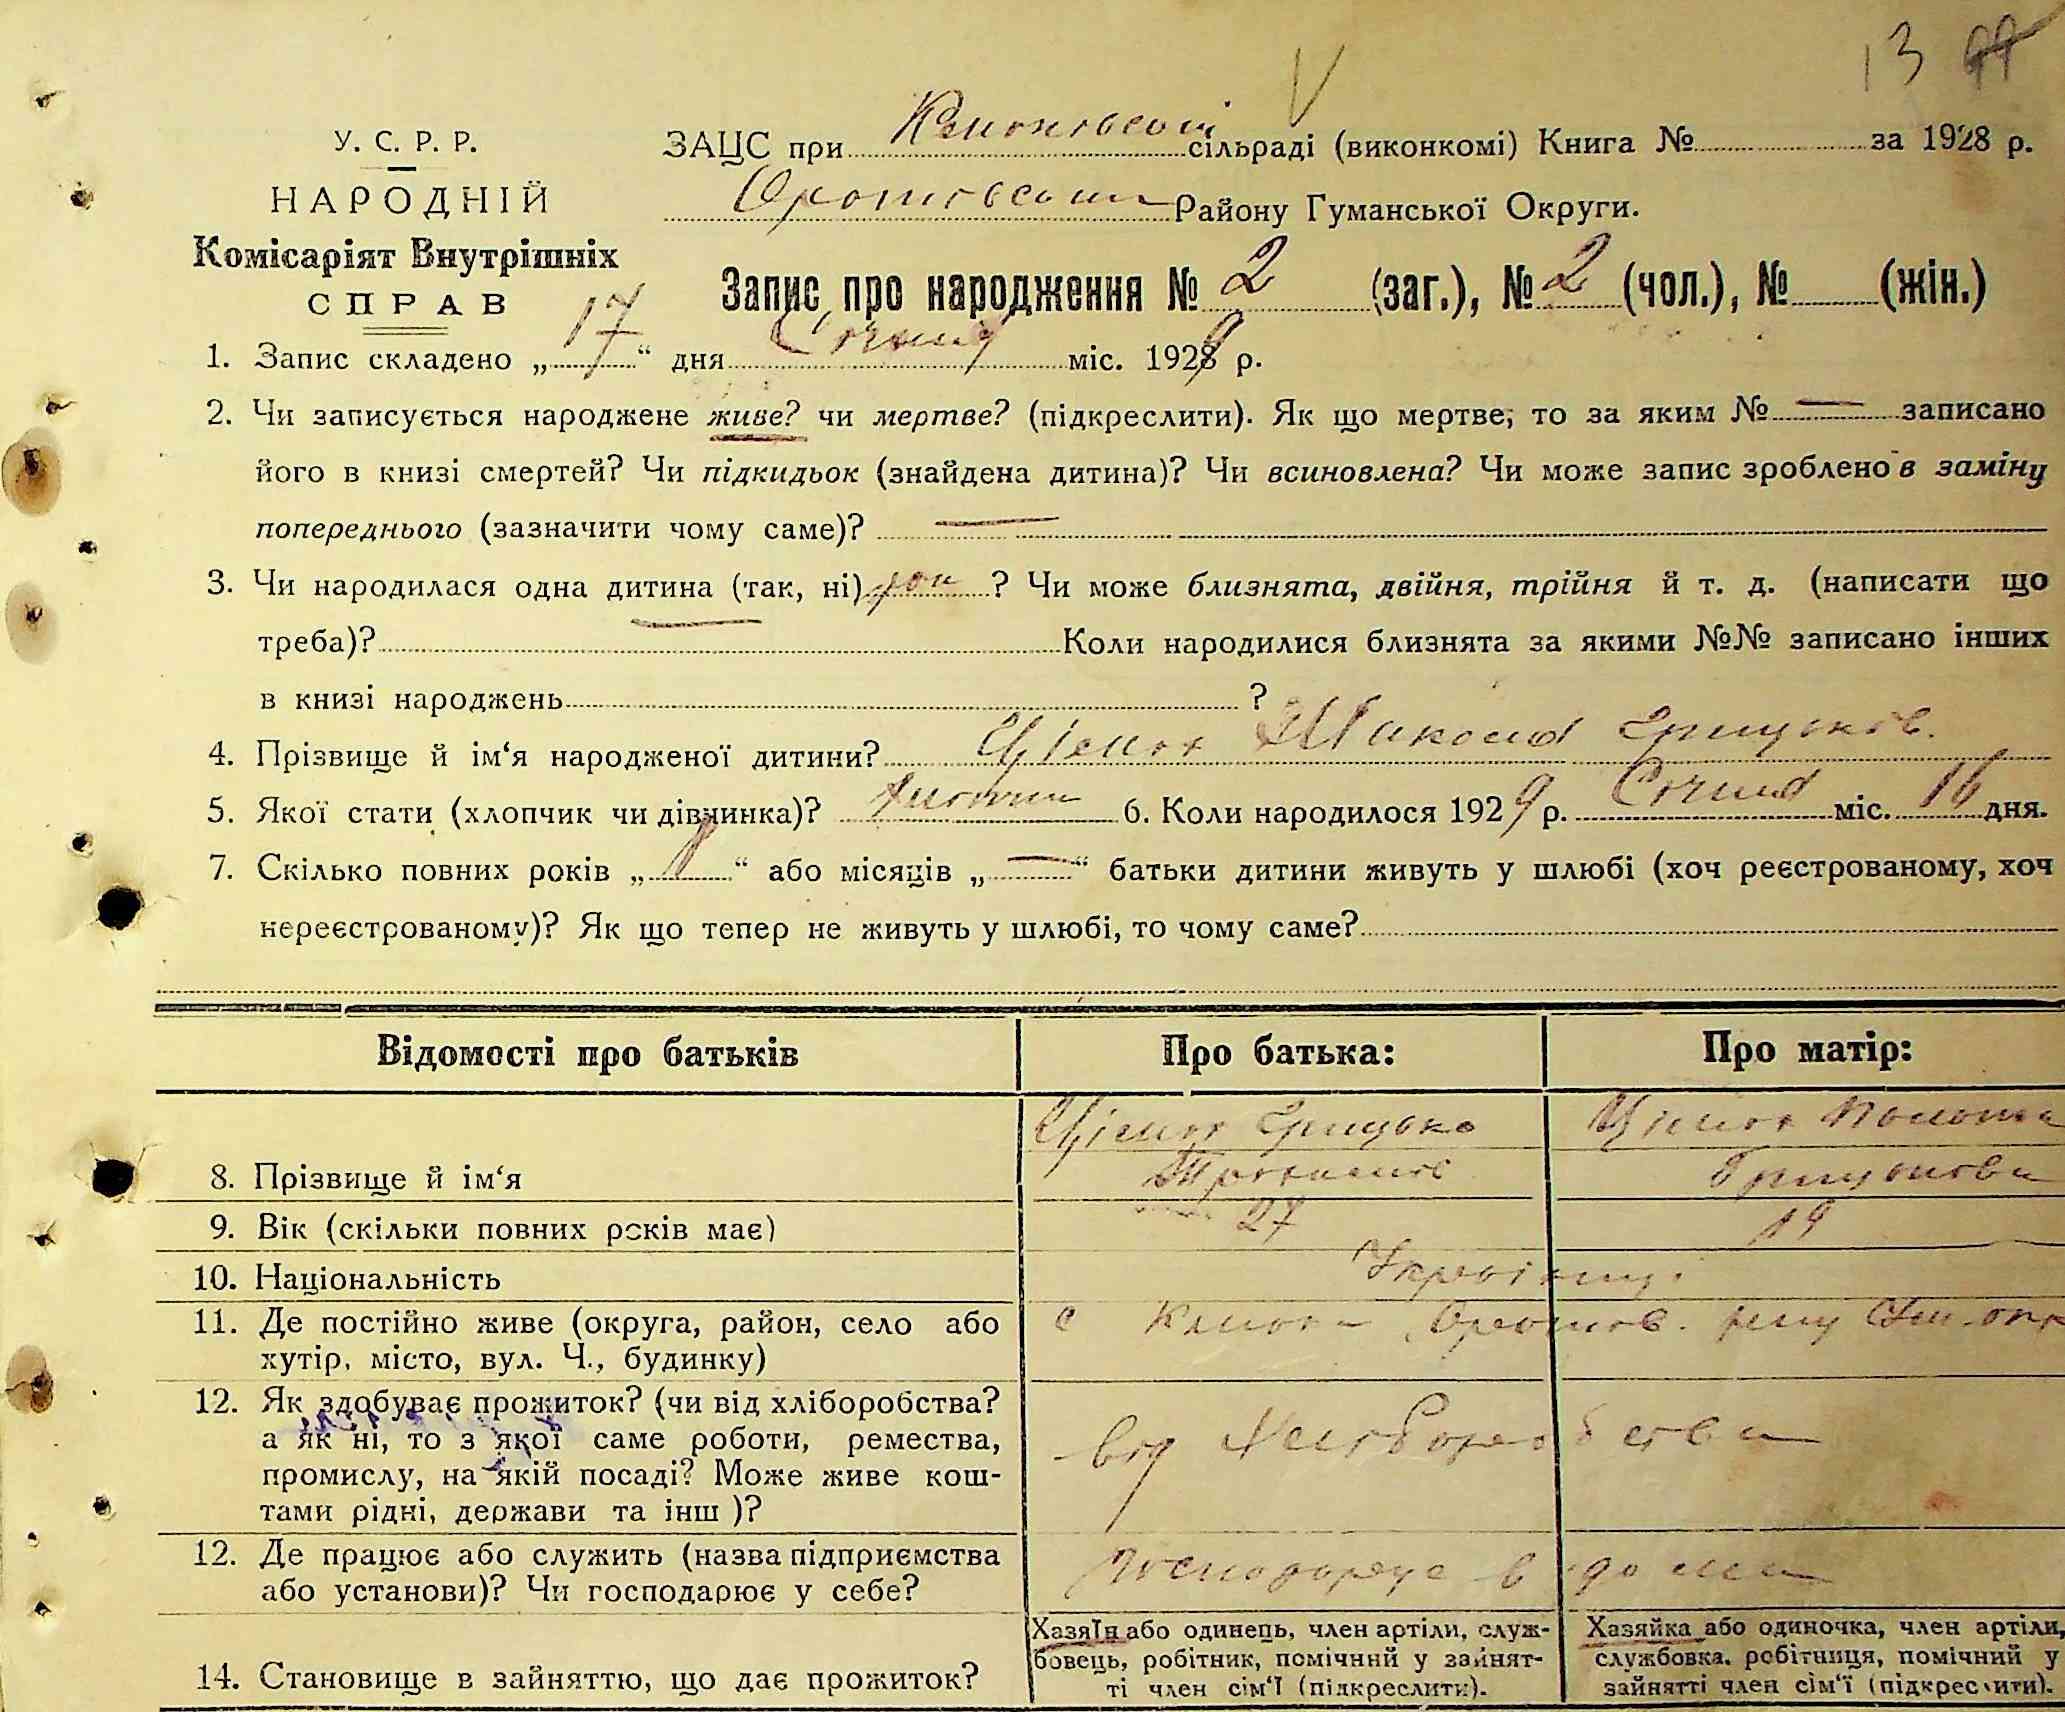 13
У. С. Р. Р.
НАРОДНІЙ
Комісаріят Внутрішніх
СПРАВ
ЗАЦС при сільраді (виконкомі) Книга № за 1928 р.
Району Гуманської Округи.
Запис про народження № 2 (заг.), № 2 (чол.), № (жін.)
1. Запис складено „17“ дня Січня міс. 1929 р.
2. Чи записується народжене живе? чи мертве? (підкреслити). Як що мертве, то за яким № — записано
його в книзі смертей? Чи підкидьок (знайдена дитина)? Чи всиновлена? Чи може запис зроблено в заміну
попереднього (зазначити чому саме)? —
3. Чи народилася одна дитина (так, ні) ? Чи може близнята, двійня, трійня й т. д. (написати що
треба)? Коли народилися близнята за якими №№ записано інших
в книзі народжень ?
4. Прізвище й ім‘я народженої дитини? Микола Грицьків.
5. Якої стати (хлопчик чи дівчинка)? хлопчик 6. Коли народилося 1929 р. Січня міс. 16 дня.
7. Скілько повних років „1“ або місяців „—“ батьки дитини живуть у шлюбі (хоч реєстрованому, хоч
нереєстрованому)? Як що тепер не живуть у шлюбі, то чому саме?
Відомості про батьків Про батька: Про матір:
Грицько
8. Прізвище й ім‘я
9. Вік (скільки повних років має) 27 19
10. Національність Українці
11. Де постійно живе (округа, район, село або
хутір, місто, вул. Ч., будинку)
12. Як здобуває прожиток? (чи від хліборобства?
а як ні, то з якої саме роботи, ремества,
промислу, на якій посаді? Може живе кош-
тами рідні, держави та інш )?
від Хліборобства
12. Де працює або служить (назва підприємства
або установи)? Чи господарює у себе?
господарує в дома
14. Становище в зайняттю, що дає прожиток?
Хазяїн або одинець, член артіли, служ-
бовець, робітник, помічний у зайнят-
ті член сім‘ї (підкреслити).
Хазяйка або одиночка, член артіли,
службовка, робітниця, помічний у
зайнятті член сім‘ї (підкреслити).